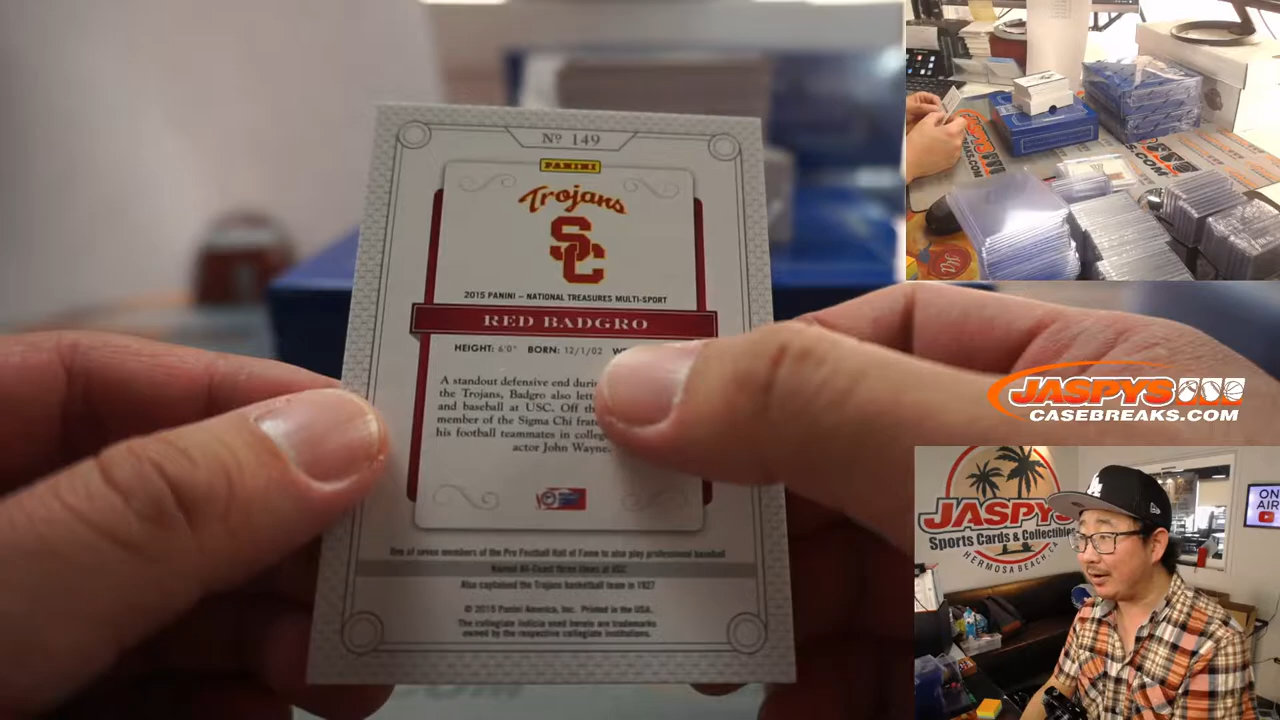 Nº 149
PANINI
Trojans
SC
2015 PANINI – NATIONAL TREASURES MULTI-SPORT
RED BADGRO
HEIGHT: 6'0" BORN: 12/1/02
A standout defensive end
the Trojans, Badgro also
and baseball at USC. Off
member of the Sigma Chi
his football teammates in
actor John Wayne.
One of seven members of the Pro Football Hall of Fame to also play professional baseball
Named All-Coast three times at USC
Also captained the Trojans basketball team in 1927
© 2015 Panini America, Inc. Printed in the USA.
The collegiate indicia used herein are trademarks
owned by the respective collegiate institutions.
JASPYS
JASPYS
CASEBREAKS.COM
JASPYS
Sports Cards & Collectibles
HERMOSA BEACH, CA
LA
ON
AIR